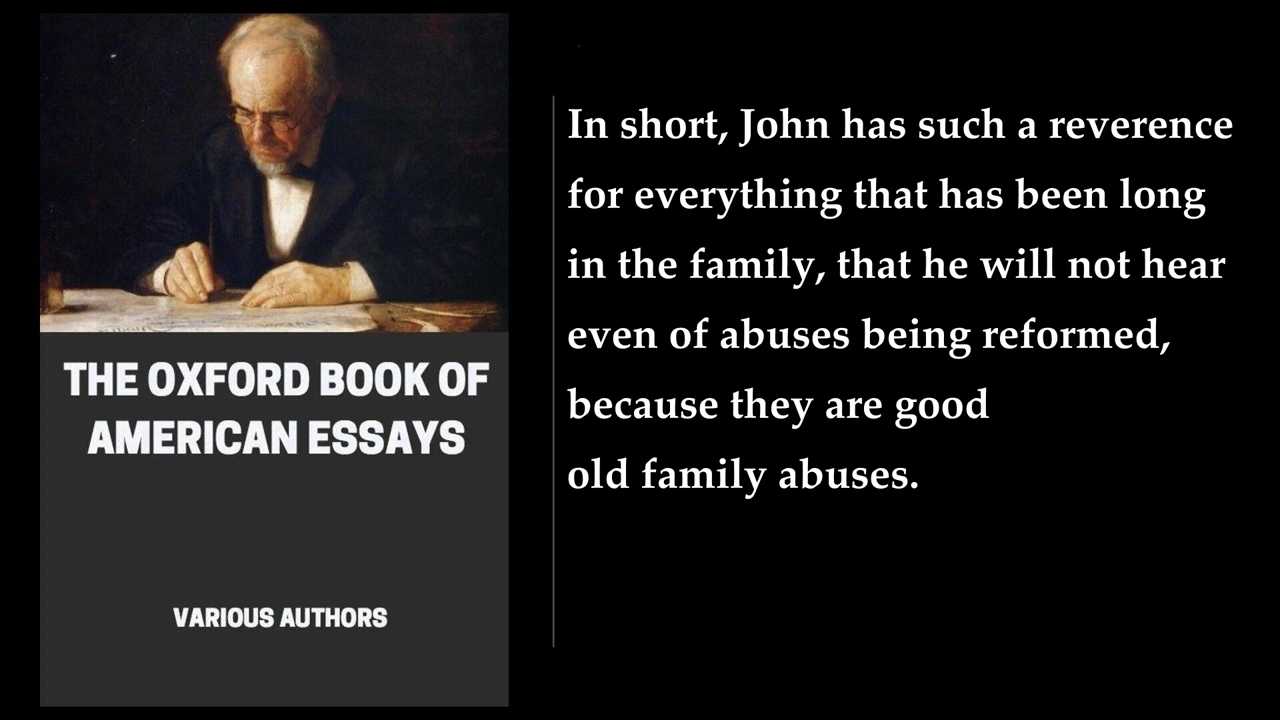 THE OXFORD BOOK OF
AMERICAN ESSAYS
VARIOUS AUTHORS
In short, John has such a reverence
for everything that has been long
in the family, that he will not hear
even of abuses being reformed,
because they are good
old family abuses.